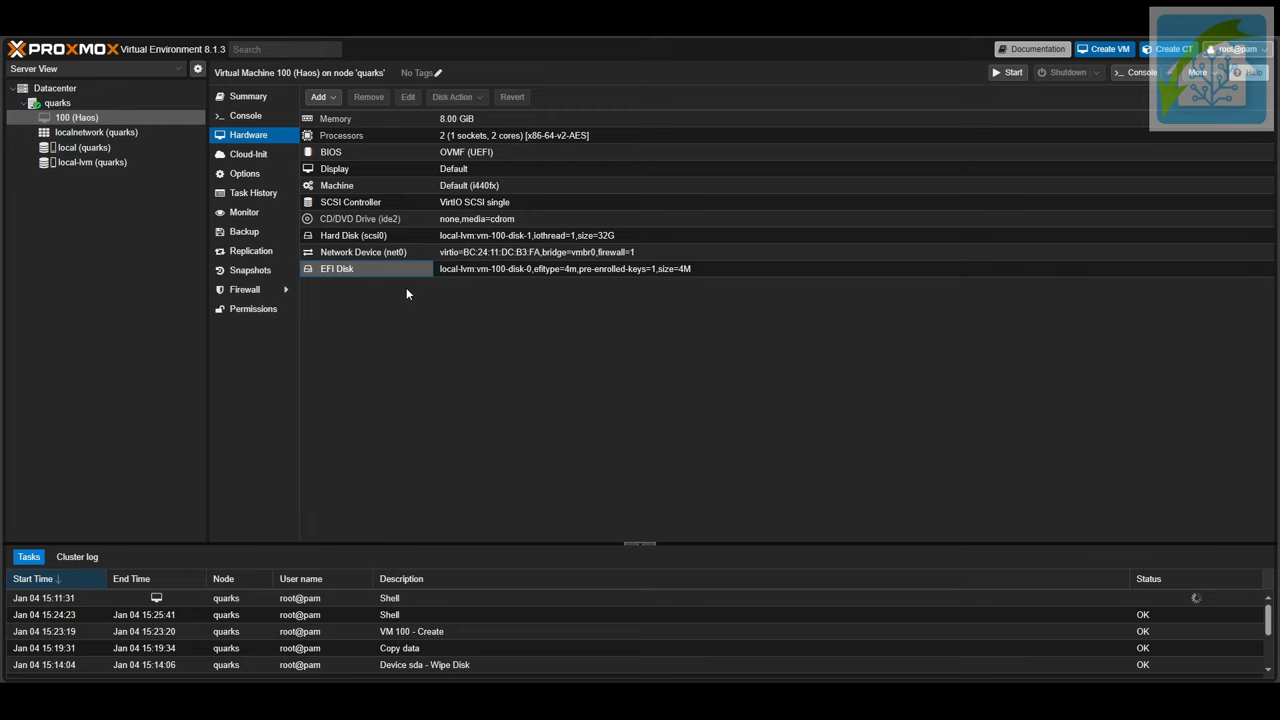 PROXMOX Virtual Environment 8.1.3 Search Documentation Create VM Create CT root@pam
Server View
Virtual Machine 100 (Haos) on node 'quarks' No Tags Start Shutdown Console More Help
Datacenter
quarks
100 (Haos)
localnetwork (quarks)
local (quarks)
local-lvm (quarks)
Summary
Console
Hardware
Cloud-Init
Options
Task History
Monitor
Backup
Replication
Snapshots
Firewall
Permissions
Add Remove Edit Disk Action Revert
Memory 8.00 GiB
Processors 2 (1 sockets, 2 cores) [x86-64-v2-AES]
BIOS OVMF (UEFI)
Display Default
Machine Default (i440fx)
SCSI Controller VirtIO SCSI single
CD/DVD Drive (ide2) none,media=cdrom
Hard Disk (scsi0) local-lvm:vm-100-disk-1,iothread=1,size=32G
Network Device (net0) virtio=BC:24:11:DC:B3:FA,bridge=vmbr0,firewall=1
EFI Disk local-lvm:vm-100-disk-0,efitype=4m,pre-enrolled-keys=1,size=4M
Tasks Cluster log
Start Time End Time Node User name Description Status
Jan 04 15:11:31 quarks root@pam Shell
Jan 04 15:24:23 Jan 04 15:25:41 quarks root@pam Shell OK
Jan 04 15:23:19 Jan 04 15:23:20 quarks root@pam VM 100 - Create OK
Jan 04 15:19:31 Jan 04 15:19:34 quarks root@pam Copy data OK
Jan 04 15:14:04 Jan 04 15:14:06 quarks root@pam Device sda - Wipe Disk OK